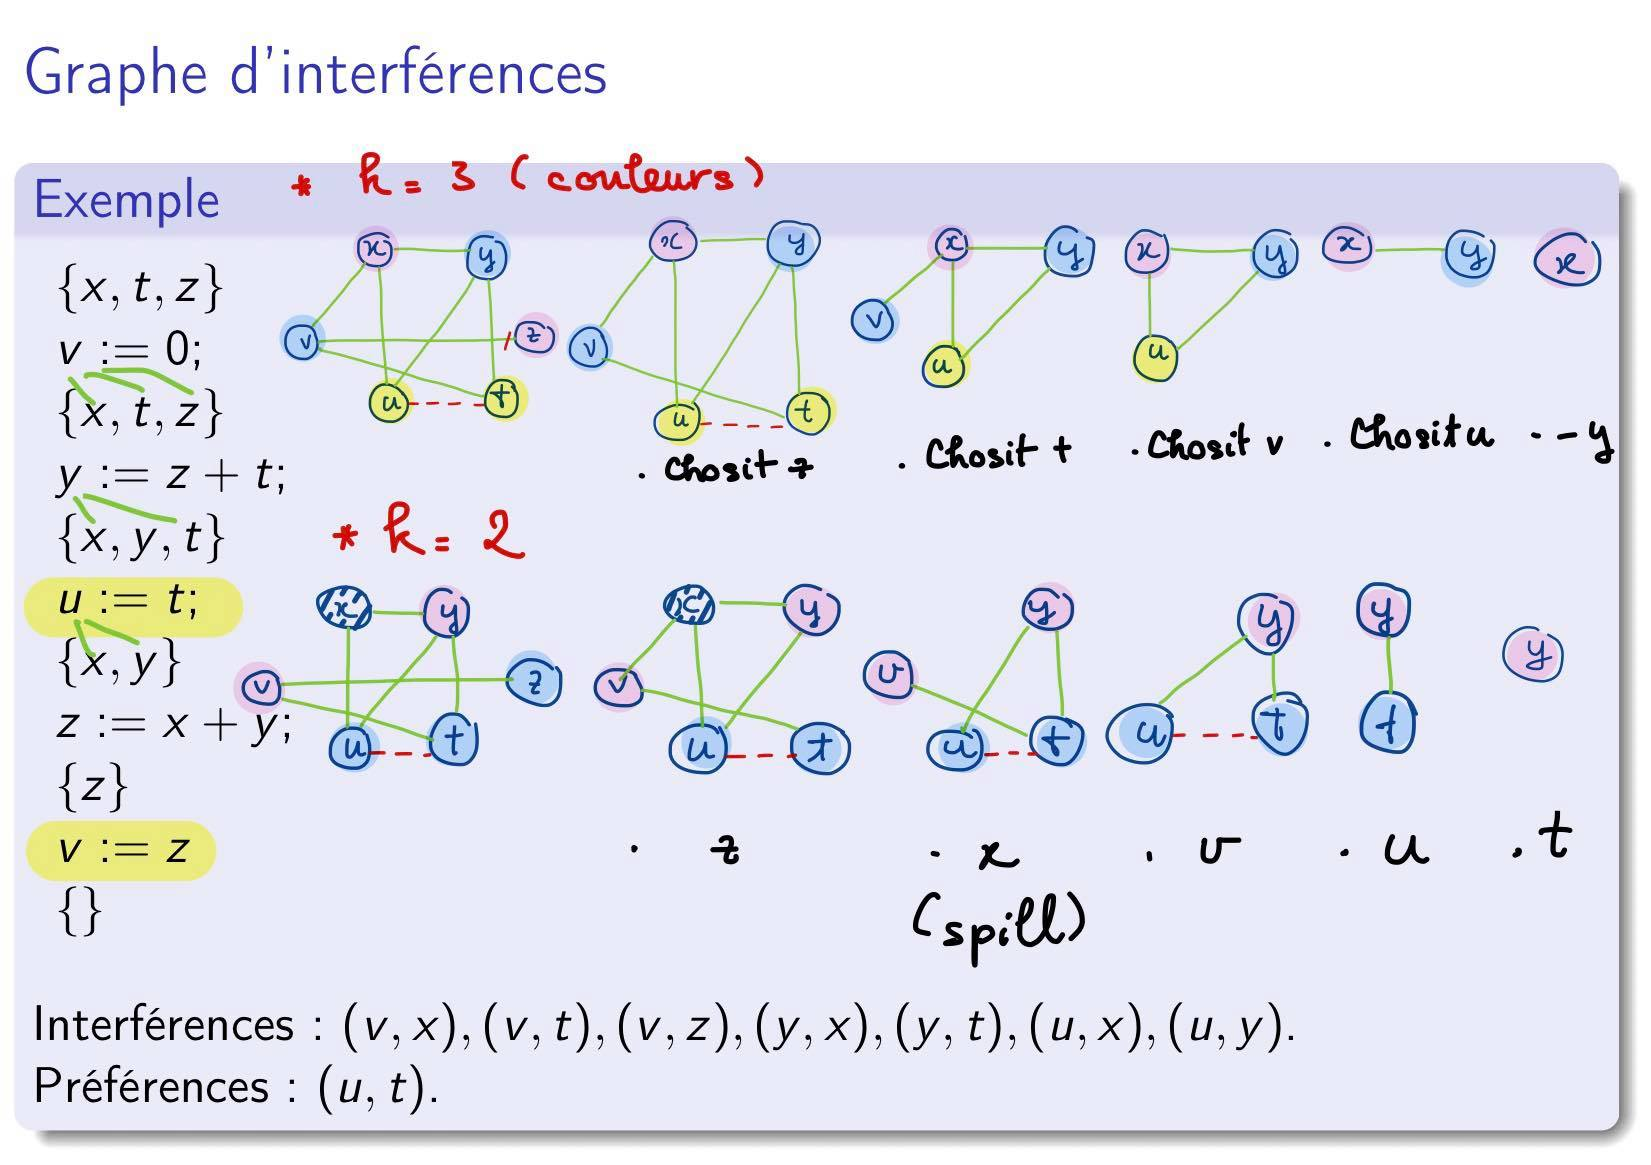 Graphe d'interférences
Exemple
* k = 3 (couleurs)
{x, t, z}
v := 0;
{x, t, z}
y := z + t;
{x, y, t}
u := t;
{x, y}
z := x + y;
{z}
v := z
{}
x y v z u t
x y v u t
x y v u
x y u
x y
x
. Chosit z
. Chosit t
. Chosit v
. Chosit u
- - y
* k = 2
x y v z u t
x y v u t
y v u t
y u t
y t
y
. z
. x
(spill)
. v
. u
. t
Interférences : (v, x), (v, t), (v, z), (y, x), (y, t), (u, x), (u, y).
Préférences : (u, t).